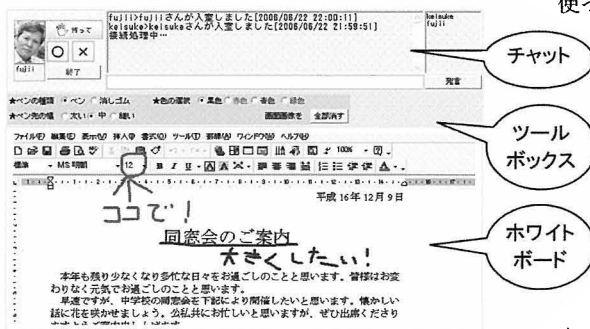 使っ
fujii>fujiiさんが入室しました[2006/06/22 22:00:11]
keisuke>keisukeさんが入室しました[2006/06/22 21:59:51]
接続処理中…
keisuke
fujii
待って
fujii
終了
発言
チャット
★ペンの種類 ペン 消しゴム ★色の選択 黒色 赤色 青色 緑色
★ペン先の幅 太い 中 細い 画面画像を 全部消す
ツール
ボックス
ファイル(F) 編集(E) 表示(V) 挿入(I) 書式(O) ツール(T) 罫線(A) ウィンドウ(W) ヘルプ(H)
100%
標準 MS 明朝 12 B I U A A
平成 16年 12月 9日
ココで!
同窓会のご案内
大きくしたい!
ホワイト
ボード
本年も残り少なくなり多忙な日々をお過ごしのことと思います。皆様はお変
わりなく元気でお過ごしのことと思います。
早速ですが、中学校の同窓会を下記により開催したいと思います。懐かしい
話に花を咲かせましょう。公私共にお忙しいと思いますが、ぜひ出席くださり